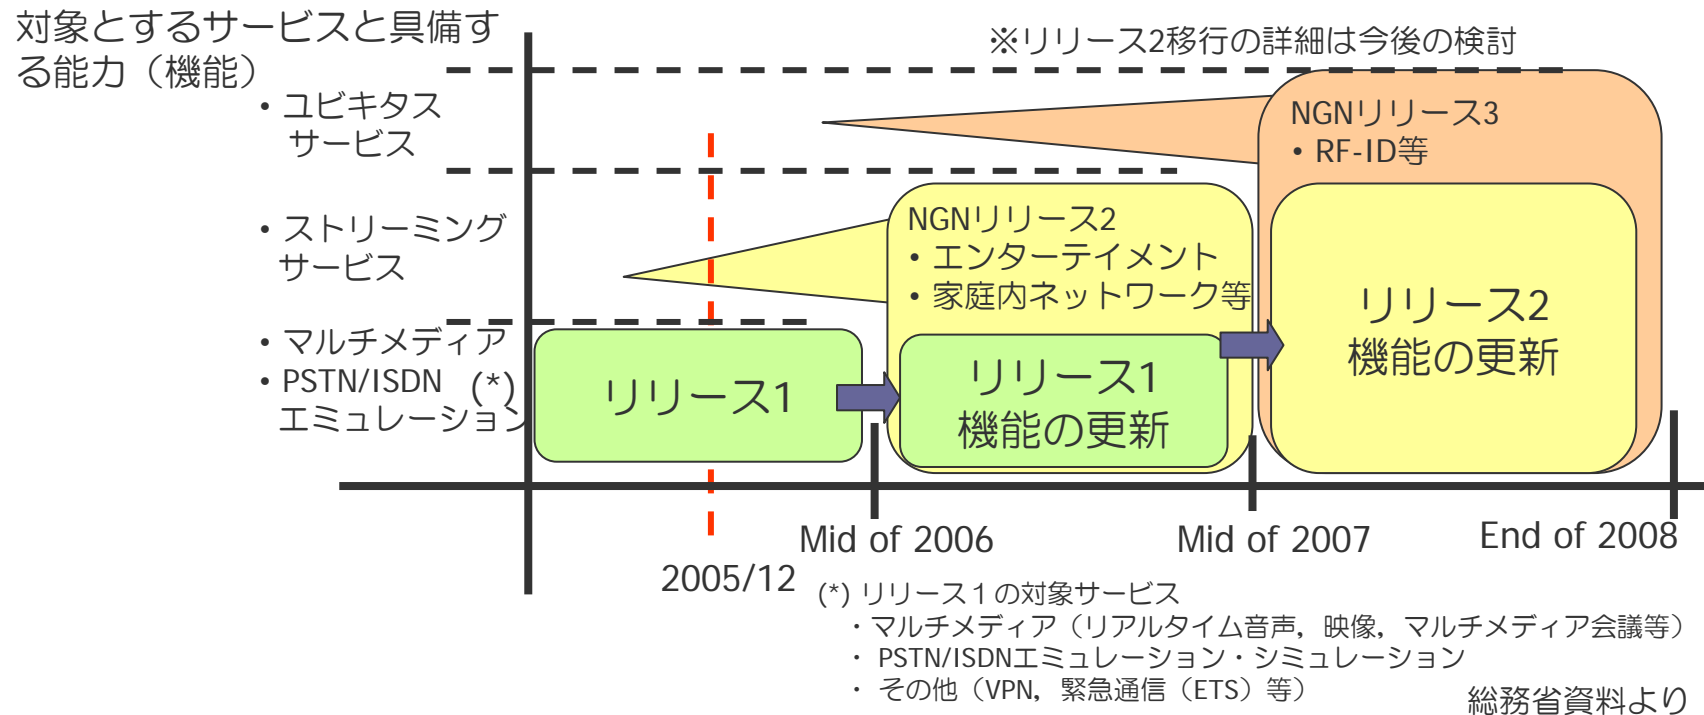 対象とするサービスと具備す
る能力（機能）
※リリース2移行の詳細は今後の検討
・ユビキタス
サービス
NGNリリース3
・RF-ID等
・ストリーミング
サービス
NGNリリース2
・エンターテイメント
・家庭内ネットワーク等
・マルチメディア
・PSTN/ISDN (*)
エミュレーション
リリース1
リリース1
機能の更新
リリース2
機能の更新
Mid of 2006
Mid of 2007
End of 2008
2005/12
(*) リリース１の対象サービス
・マルチメディア（リアルタイム音声，映像，マルチメディア会議等）
・ PSTN/ISDNエミュレーション・シミュレーション
・ その他（VPN，緊急通信（ETS）等）
総務省資料より